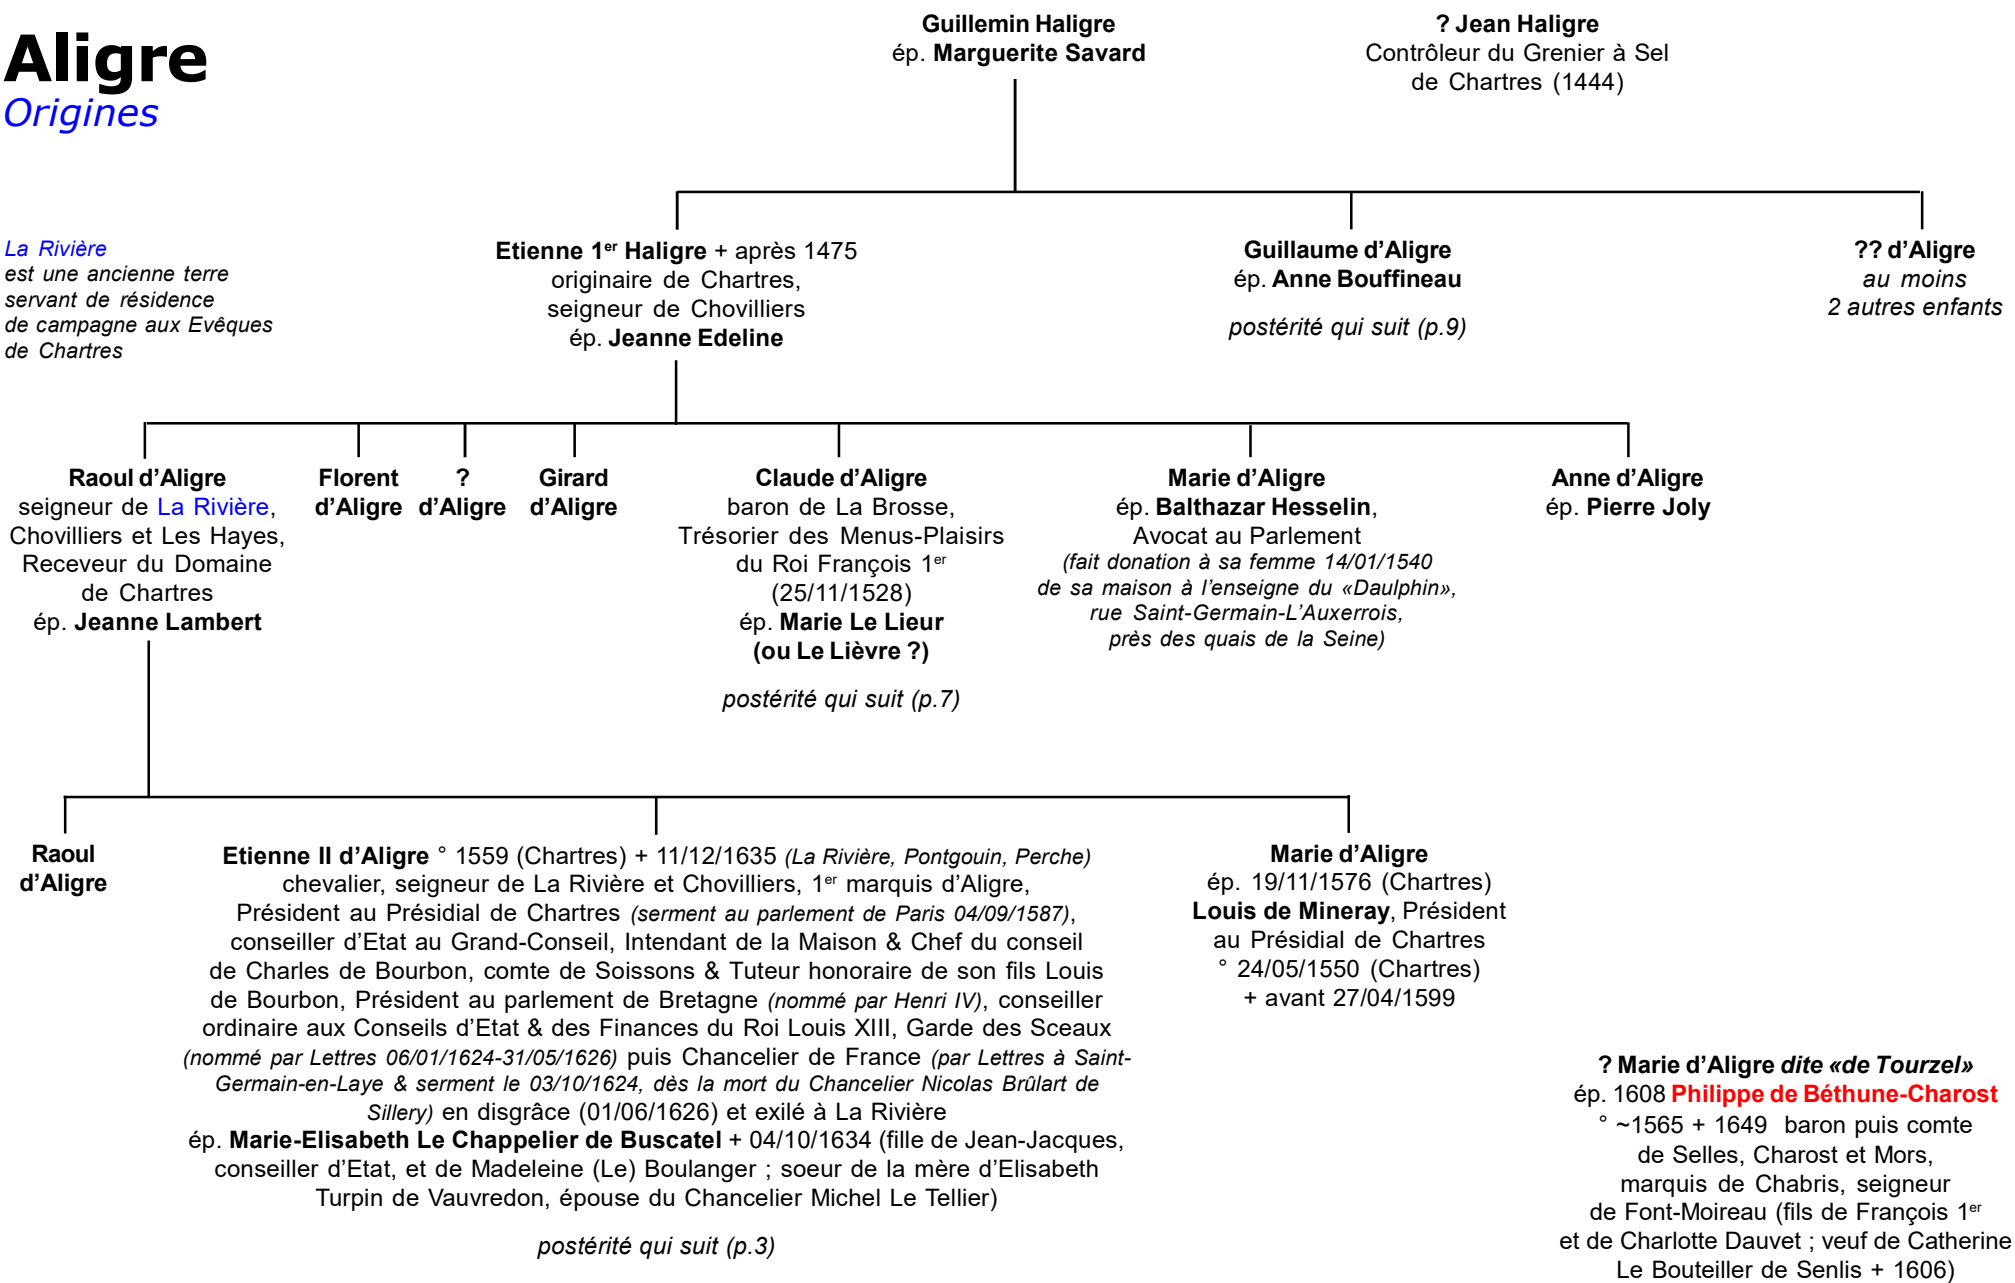 Aligre
Origines
Guillemin Haligre
ép. Marguerite Savard
? Jean Haligre
Contrôleur du Grenier à Sel
de Chartres (1444)
La Rivière
est une ancienne terre
servant de résidence
de campagne aux Evêques
de Chartres
Etienne 1er Haligre + après 1475
originaire de Chartres,
seigneur de Chovilliers
ép. Jeanne Edeline
Guillaume d’Aligre
ép. Anne Bouffineau
postérité qui suit (p.9)
?? d’Aligre
au moins
2 autres enfants
Raoul d’Aligre
seigneur de La Rivière,
Chovilliers et Les Hayes,
Receveur du Domaine
de Chartres
ép. Jeanne Lambert
Florent
d’Aligre
?
d’Aligre
Girard
d’Aligre
Claude d’Aligre
baron de La Brosse,
Trésorier des Menus-Plaisirs
du Roi François 1er
(25/11/1528)
ép. Marie Le Lieur
(ou Le Lièvre ?)
postérité qui suit (p.7)
Marie d’Aligre
ép. Balthazar Hesselin,
Avocat au Parlement
(fait donation à sa femme 14/01/1540
de sa maison à l’enseigne du «Daulphin»,
rue Saint-Germain-L’Auxerrois,
près des quais de la Seine)
Anne d’Aligre
ép. Pierre Joly
Raoul
d’Aligre
Etienne II d’Aligre ° 1559 (Chartres) + 11/12/1635 (La Rivière, Pontgouin, Perche)
chevalier, seigneur de La Rivière et Chovilliers, 1er marquis d’Aligre,
Président au Présidial de Chartres (serment au parlement de Paris 04/09/1587),
conseiller d’Etat au Grand-Conseil, Intendant de la Maison & Chef du conseil
de Charles de Bourbon, comte de Soissons & Tuteur honoraire de son fils Louis
de Bourbon, Président au parlement de Bretagne (nommé par Henri IV), conseiller
ordinaire aux Conseils d’Etat & des Finances du Roi Louis XIII, Garde des Sceaux
(nommé par Lettres 06/01/1624-31/05/1626) puis Chancelier de France (par Lettres à Saint-
Germain-en-Laye & serment le 03/10/1624, dès la mort du Chancelier Nicolas Brûlart de
Sillery) en disgrâce (01/06/1626) et exilé à La Rivière
ép. Marie-Elisabeth Le Chappelier de Buscatel + 04/10/1634 (fille de Jean-Jacques,
conseiller d’Etat, et de Madeleine (Le) Boulanger ; soeur de la mère d’Elisabeth
Turpin de Vauvredon, épouse du Chancelier Michel Le Tellier)
postérité qui suit (p.3)
Marie d’Aligre
ép. 19/11/1576 (Chartres)
Louis de Mineray, Président
au Présidial de Chartres
° 24/05/1550 (Chartres)
+ avant 27/04/1599
? Marie d’Aligre dite «de Tourzel»
ép. 1608 Philippe de Béthune-Charost
° ~1565 + 1649 baron puis comte
de Selles, Charost et Mors,
marquis de Chabris, seigneur
de Font-Moireau (fils de François 1er
et de Charlotte Dauvet ; veuf de Catherine
Le Bouteiller de Senlis + 1606)